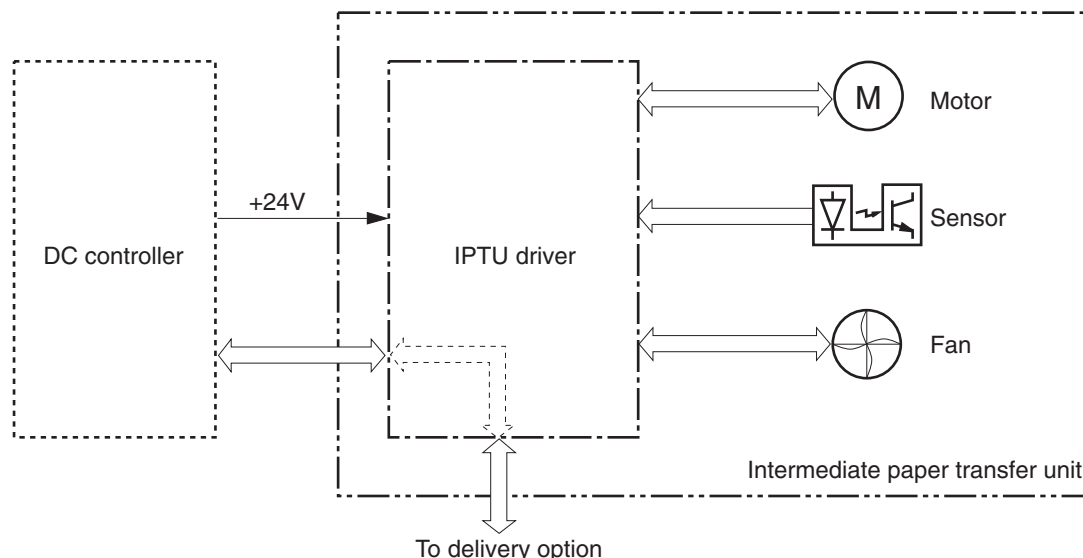 M
Motor
+24V
Sensor
DC controller
IPTU driver
Fan
Intermediate paper transfer unit
To delivery option